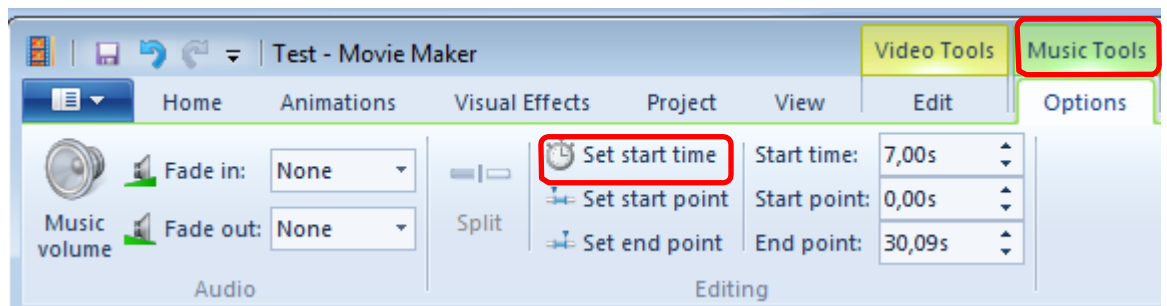 Test - Movie Maker
Video Tools
Music Tools
Home
Animations
Visual Effects
Project
View
Edit
Options
Music volume
Fade in: None
Fade out: None
Split
Set start time
Set start point
Set end point
Start time: 7,00s
Start point: 0,00s
End point: 30,09s
Audio
Editing